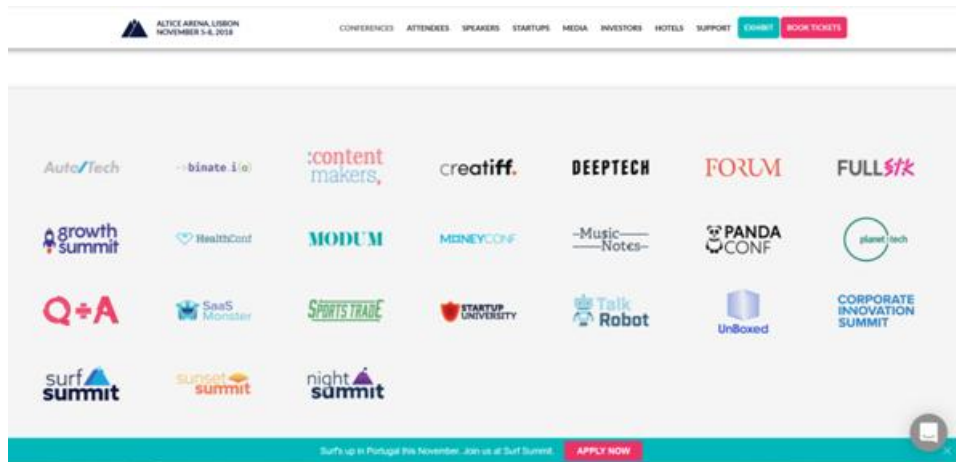 ALTICE ARENA, LISBON
NOVEMBER 5-8, 2018
CONFERENCES ATTENDEES SPEAKERS STARTUPS MEDIA INVESTORS HOTELS SUPPORT EXHIBIT BOOK TICKETS
Auto/Tech
binate.i(o)
:content
makers,
creatiff.
DEEPTECH
FORUM
FULLSTK
growth
summit
HealthConf
MODUM
MONEYCONF
Music
Notes
PANDA
CONF
planet:tech
Q+A
SaaS
Monster
SPORTS TRADE
STARTUP
UNIVERSITY
Talk
Robot
UnBoxed
CORPORATE
INNOVATION
SUMMIT
surf
summit
sunset
summit
night
summit
Surf's up in Portugal this November. Join us at Surf Summit. APPLY NOW